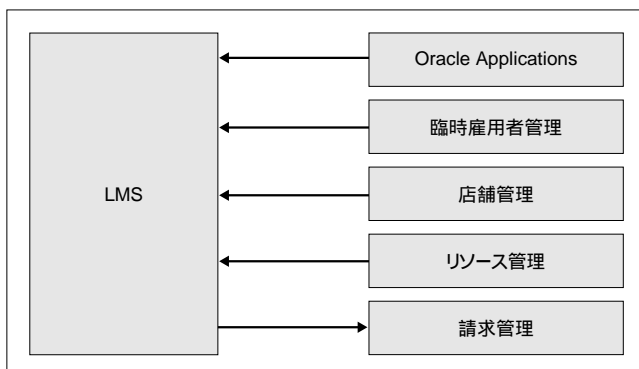 LMS
Oracle Applications
臨時雇用者管理
店舗管理
リソース管理
請求管理